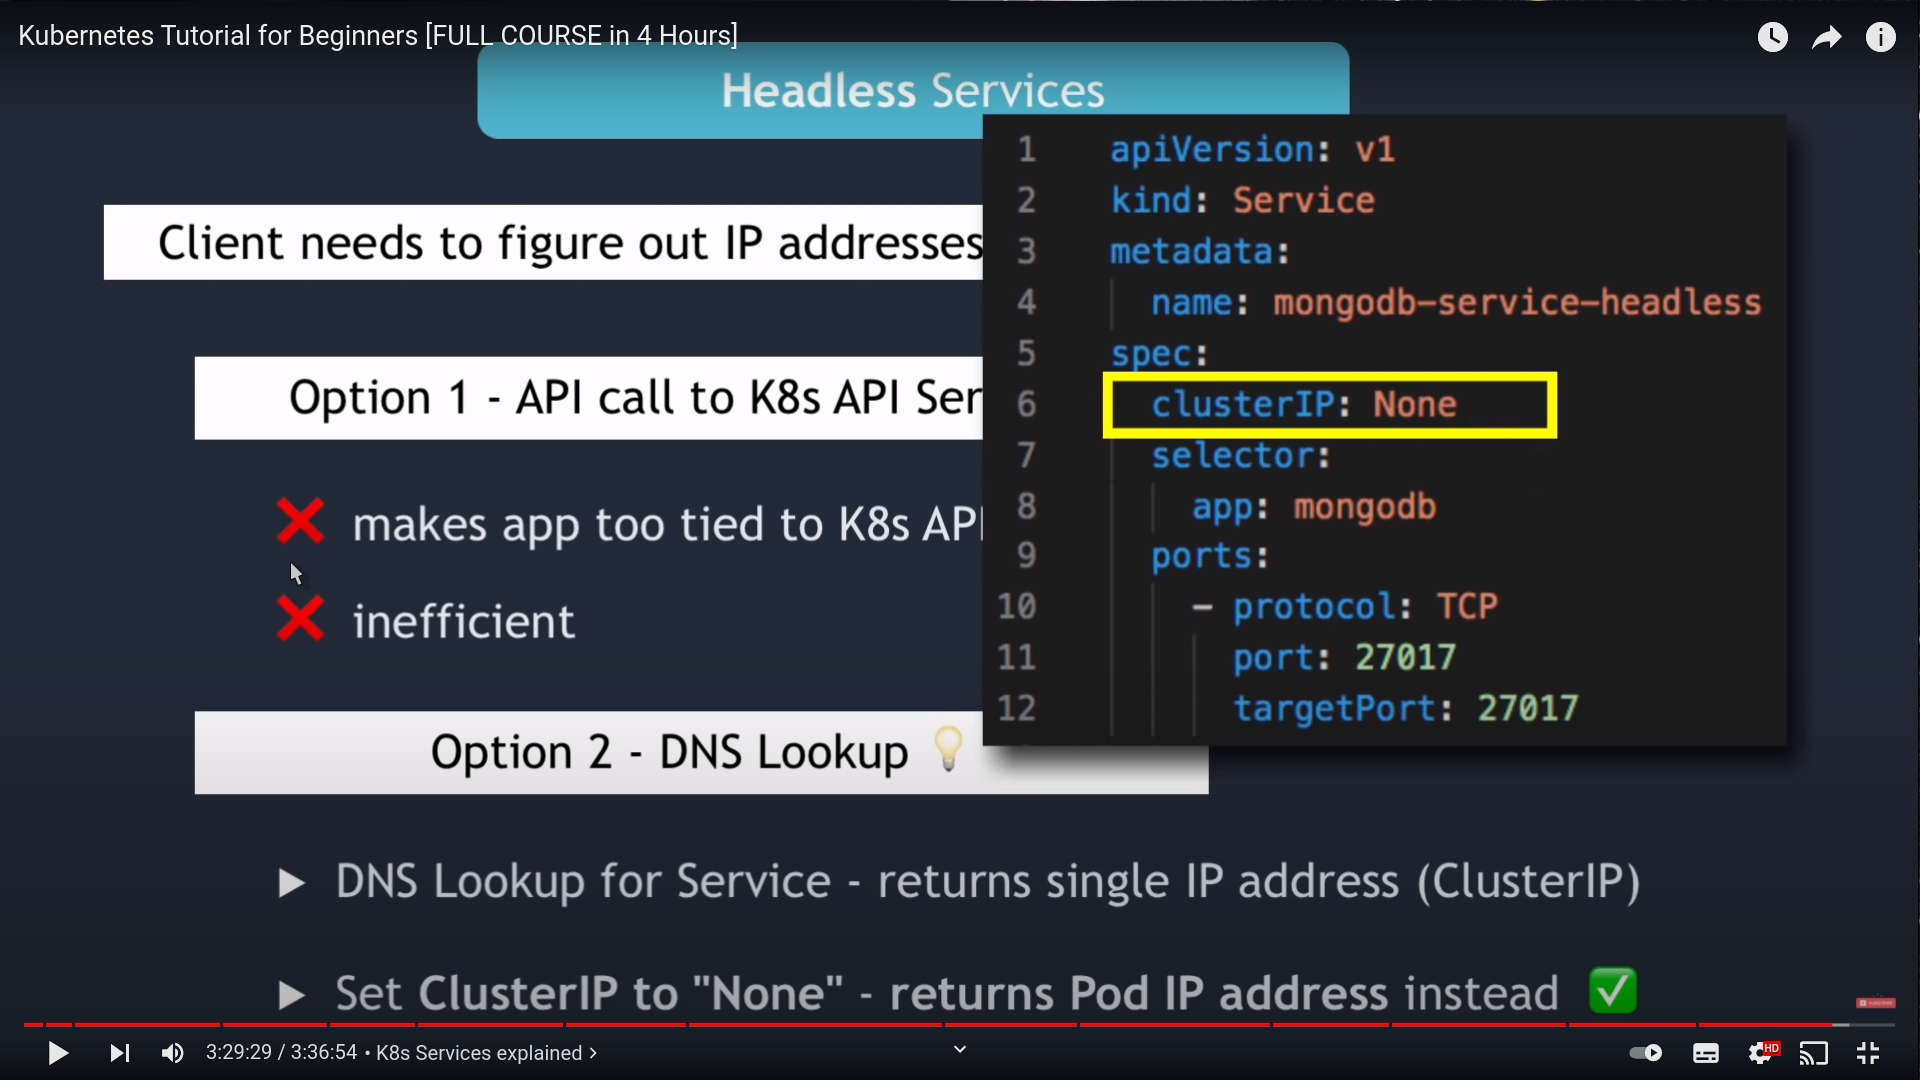 Kubernetes Tutorial for Beginners [FULL COURSE in 4 Hours]
Headless Services
Client needs to figure out IP addresses
Option 1 - API call to K8s API Ser
makes app too tied to K8s API
inefficient
Option 2 - DNS Lookup
1 apiVersion: v1
2 kind: Service
3 metadata:
4 name: mongodb-service-headless
5 spec:
6 clusterIP: None
7 selector:
8 app: mongodb
9 ports:
10 - protocol: TCP
11 port: 27017
12 targetPort: 27017
DNS Lookup for Service - returns single IP address (ClusterIP)
Set ClusterIP to "None" - returns Pod IP address instead
SUBSCRIBE
3:29:29 / 3:36:54 • K8s Services explained
HD